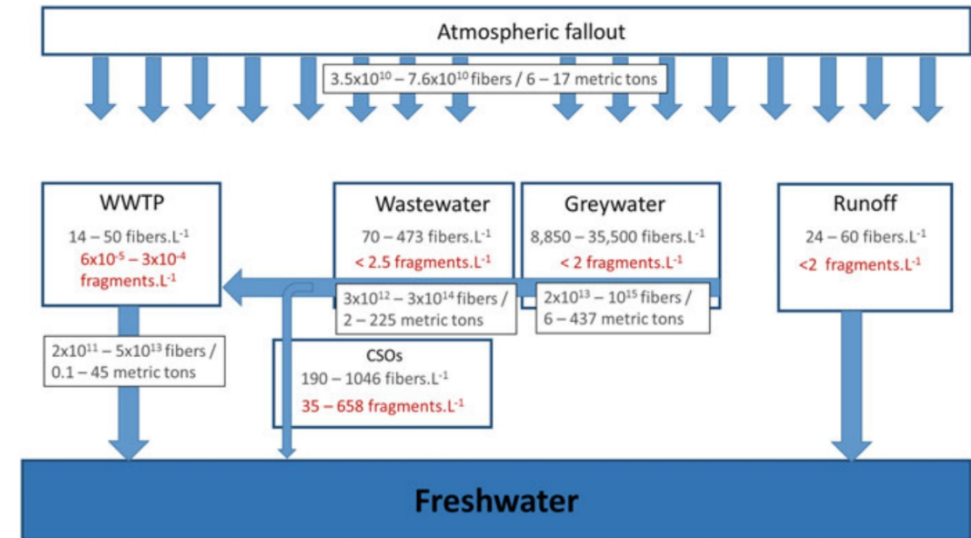 Atmospheric fallout
3.5x10¹⁰ – 7.6x10¹⁰ fibers / 6 – 17 metric tons
WWTP
14 – 50 fibers.L⁻¹
6x10⁻⁵ – 3x10⁻⁴
fragments.L⁻¹
Wastewater
70 – 473 fibers.L⁻¹
< 2.5 fragments.L⁻¹
Greywater
8,850 – 35,500 fibers.L⁻¹
< 2 fragments.L⁻¹
Runoff
24 – 60 fibers.L⁻¹
<2 fragments.L⁻¹
3x10¹² – 3x10¹⁴ fibers /
2 – 225 metric tons
2x10¹³ – 10¹⁵ fibers /
6 – 437 metric tons
2x10¹¹ – 5x10¹³ fibers /
0.1 – 45 metric tons
CSOs
190 – 1046 fibers.L⁻¹
35 – 658 fragments.L⁻¹
Freshwater